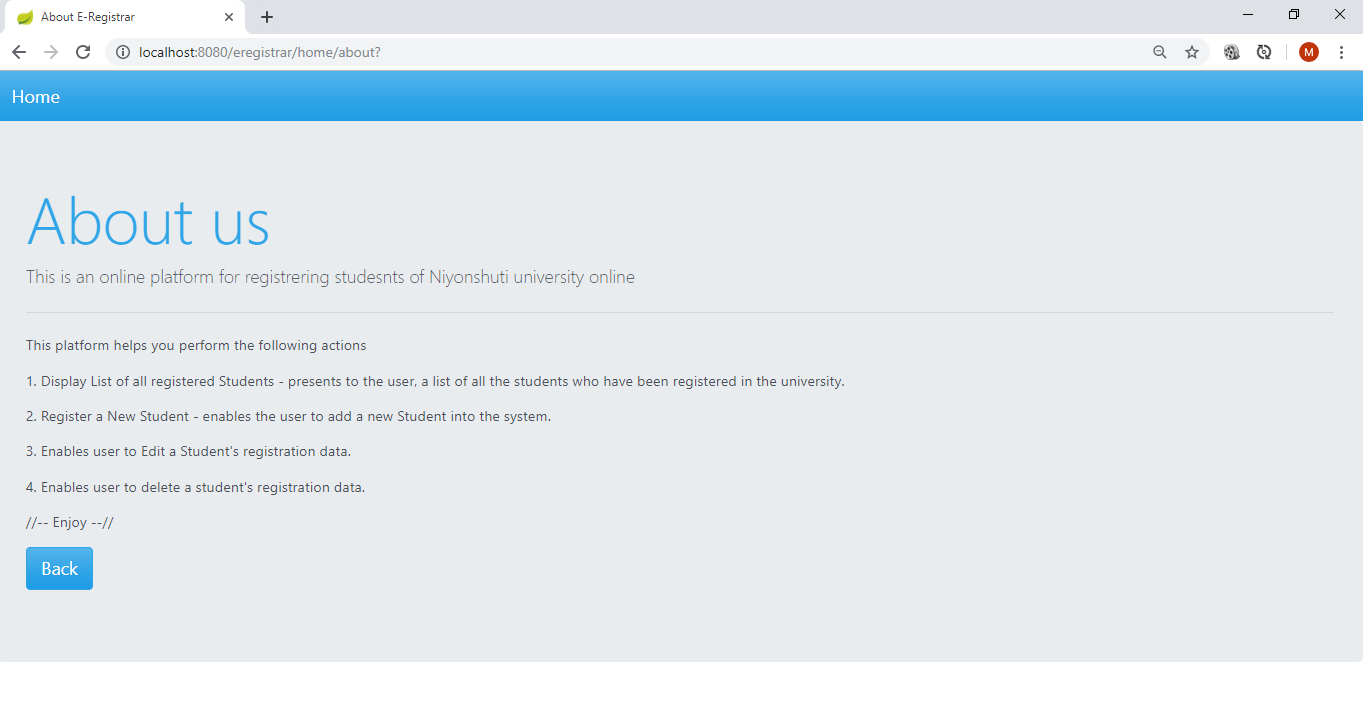 About E-Registrar
localhost:8080/eregistrar/home/about?
M
Home
About us
This is an online platform for registrering studesnts of Niyonshuti university online
This platform helps you perform the following actions
1. Display List of all registered Students - presents to the user, a list of all the students who have been registered in the university.
2. Register a New Student - enables the user to add a new Student into the system.
3. Enables user to Edit a Student's registration data.
4. Enables user to delete a student's registration data.
//-- Enjoy --//
Back